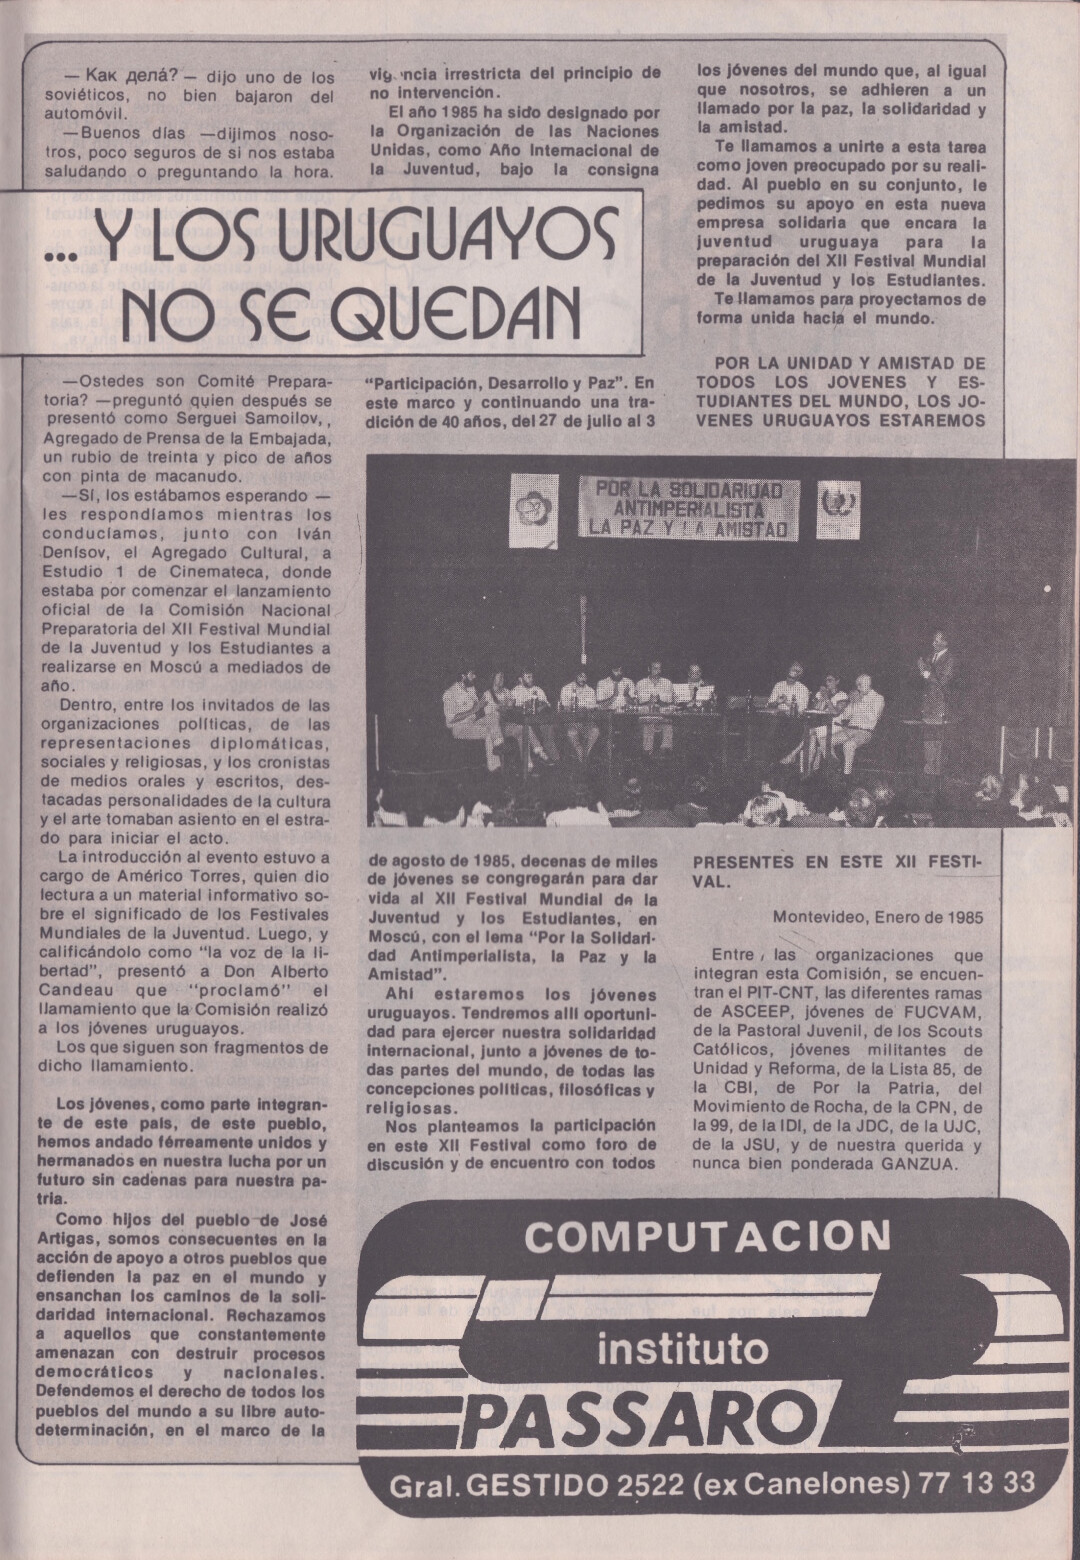 — Как делá? — dijo uno de los
soviéticos, no bien bajaron del
automóvil.
—Buenos días —dijimos noso-
tros, poco seguros de si nos estaba
saludando o preguntando la hora.
... Y LOS URUGUAYOS
NO SE QUEDAN
—Ostedes son Comité Prepara-
toria? —preguntó quien después se
presentó como Serguei Samoilov,,
Agregado de Prensa de la Embajada,
un rubio de treinta y pico de años
con pinta de macanudo.
—Sí, los estábamos esperando —
les respondíamos mientras los
conducíamos, junto con Iván
Denísov, el Agregado Cultural, a
Estudio 1 de Cinemateca, donde
estaba por comenzar el lanzamiento
oficial de la Comisión Nacional
Preparatoria del XII Festival Mundial
de la Juventud y los Estudiantes a
realizarse en Moscú a mediados de
año.
Dentro, entre los invitados de las
organizaciones políticas, de las
representaciones diplomáticas,
sociales y religiosas, y los cronistas
de medios orales y escritos, des-
tacadas personalidades de la cultura
y el arte tomaban asiento en el estra-
do para iniciar el acto.
La introducción al evento estuvo a
cargo de Américo Torres, quien dio
lectura a un material informativo so-
bre el significado de los Festivales
Mundiales de la Juventud. Luego, y
calificándolo como "la voz de la li-
bertad", presentó a Don Alberto
Candeau que "proclamó" el
llamamiento que la Comisión realizó
a los jóvenes uruguayos.
Los que siguen son fragmentos de
dicho llamamiento.
Los jóvenes, como parte integran-
te de este país, de este pueblo,
hemos andado férreamente unidos y
hermanados en nuestra lucha por un
futuro sin cadenas para nuestra pa-
tria.
Como hijos del pueblo de José
Artigas, somos consecuentes en la
acción de apoyo a otros pueblos que
defienden la paz en el mundo y
ensanchan los caminos de la soli-
daridad internacional. Rechazamos
a aquellos que constantemente
amenazan con destruir procesos
democráticos y nacionales.
Defendemos el derecho de todos los
pueblos del mundo a su libre auto-
determinación, en el marco de la
vigencia irrestricta del principio de
no intervención.
El año 1985 ha sido designado por
la Organización de las Naciones
Unidas, como Año Internacional de
la Juventud, bajo la consigna
"Participación, Desarrollo y Paz". En
este marco y continuando una tra-
dición de 40 años, del 27 de julio al 3
de agosto de 1985, decenas de miles
de jóvenes se congregarán para dar
vida al XII Festival Mundial de la
Juventud y los Estudiantes, en
Moscú, con el lema "Por la Solidari-
dad Antimperialista, la Paz y la
Amistad".
Ahí estaremos los jóvenes
uruguayos. Tendremos allí oportuni-
dad para ejercer nuestra solidaridad
internacional, junto a jóvenes de to-
das partes del mundo, de todas las
concepciones políticas, filosóficas y
religiosas.
Nos planteamos la participación
en este XII Festival como foro de
discusión y de encuentro con todos
los jóvenes del mundo que, al igual
que nosotros, se adhieren a un
llamado por la paz, la solidaridad y
la amistad.
Te llamamos a unirte a esta tarea
como joven preocupado por su reali-
dad. Al pueblo en su conjunto, le
pedimos su apoyo en esta nueva
empresa solidaria que encara la
juventud uruguaya para la
preparación del XII Festival Mundial
de la Juventud y los Estudiantes.
Te llamamos para proyectarnos de
forma unida hacia el mundo.
POR LA UNIDAD Y AMISTAD DE
TODOS LOS JOVENES Y ES-
TUDIANTES DEL MUNDO, LOS JO-
VENES URUGUAYOS ESTAREMOS
POR LA SOLIDARIDAD
ANTIMPERIALISTA
LA PAZ Y LA AMISTAD
PRESENTES EN ESTE XII FESTI-
VAL.
Montevideo, Enero de 1985
Entre las organizaciones que
integran esta Comisión, se encuen-
tran el PIT-CNT, las diferentes ramas
de ASCEEP, jóvenes de FUCVAM,
de la Pastoral Juvenil, de los Scouts
Católicos, jóvenes militantes de
Unidad y Reforma, de la Lista 85, de
la CBI, de Por la Patria, del
Movimiento de Rocha, de la CPN, de
la 99, de la IDI, de la JDC, de la UJC,
de la JSU, y de nuestra querida y
nunca bien ponderada GANZUA.
COMPUTACION
instituto
PASSARO
Gral. GESTIDO 2522 (ex Canelones) 77 13 33